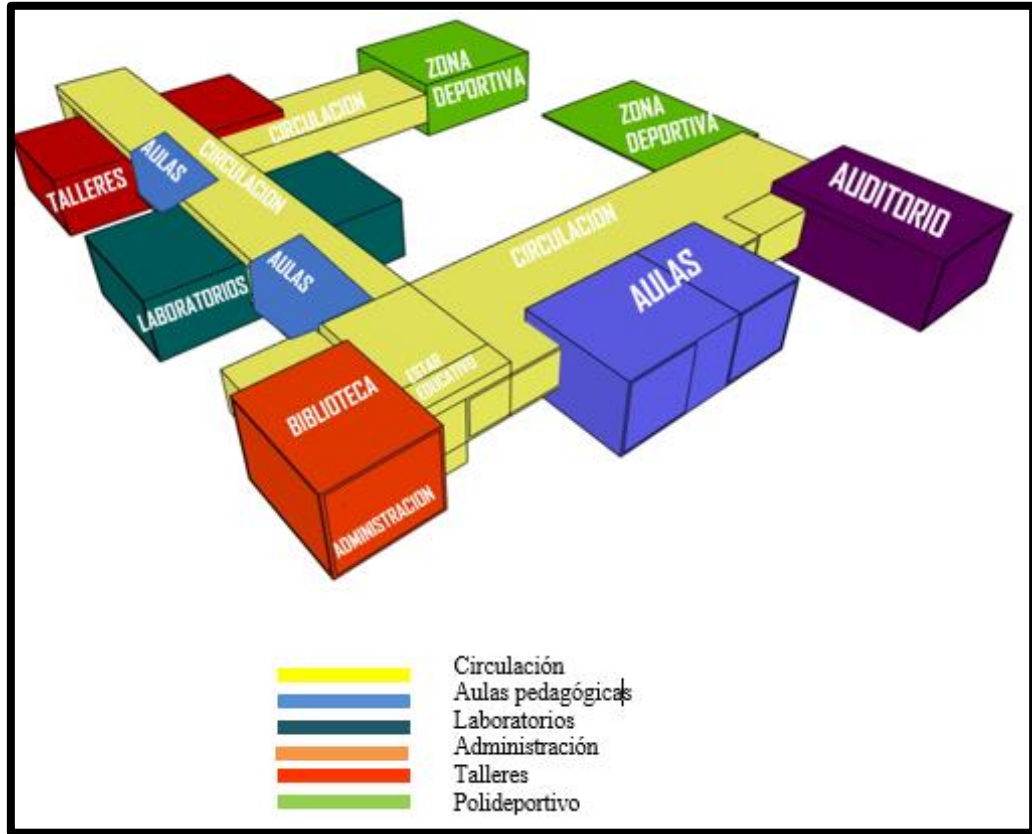 ZONA
DEPORTIVA
CIRCULACION
ZONA
DEPORTIVA
AULAS
CIRCULACION
TALLERES
AUDITORIO
CIRCULACION
AULAS
LABORATORIOS
AULAS
ESTAR
EDUCATIVO
BIBLIOTECA
ADMINISTRACION
Circulación
Aulas pedagógicas
Laboratorios
Administración
Talleres
Polideportivo